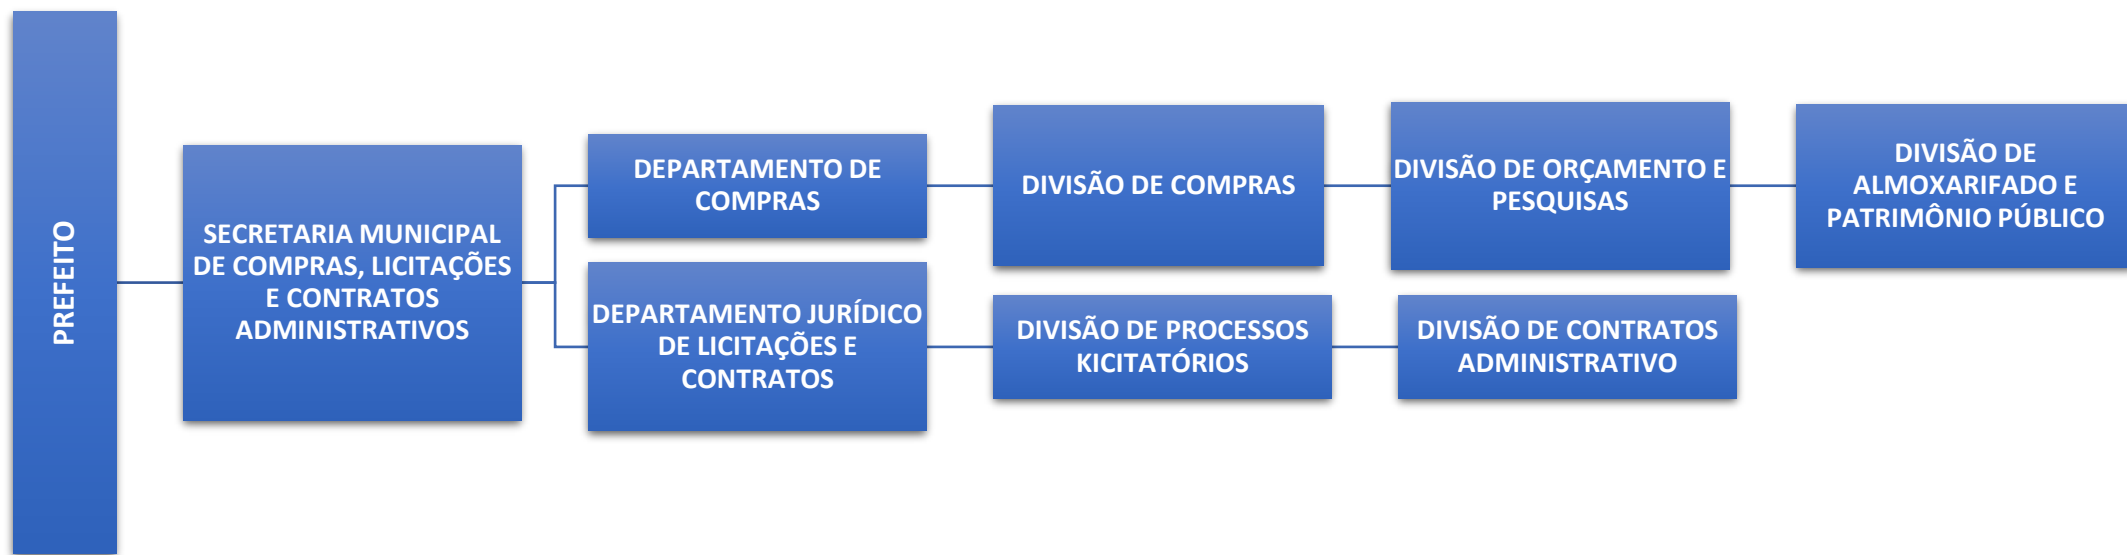 PREFEITO
SECRETARIA MUNICIPAL
DE COMPRAS, LICITAÇÕES
E CONTRATOS
ADMINISTRATIVOS
DEPARTAMENTO DE
COMPRAS
DIVISÃO DE COMPRAS
DIVISÃO DE ORÇAMENTO E
PESQUISAS
DIVISÃO DE
ALMOXARIFADO E
PATRIMÔNIO PÚBLICO
DEPARTAMENTO JURÍDICO
DE LICITAÇÕES E
CONTRATOS
DIVISÃO DE PROCESSOS
KICITATÓRIOS
DIVISÃO DE CONTRATOS
ADMINISTRATIVO